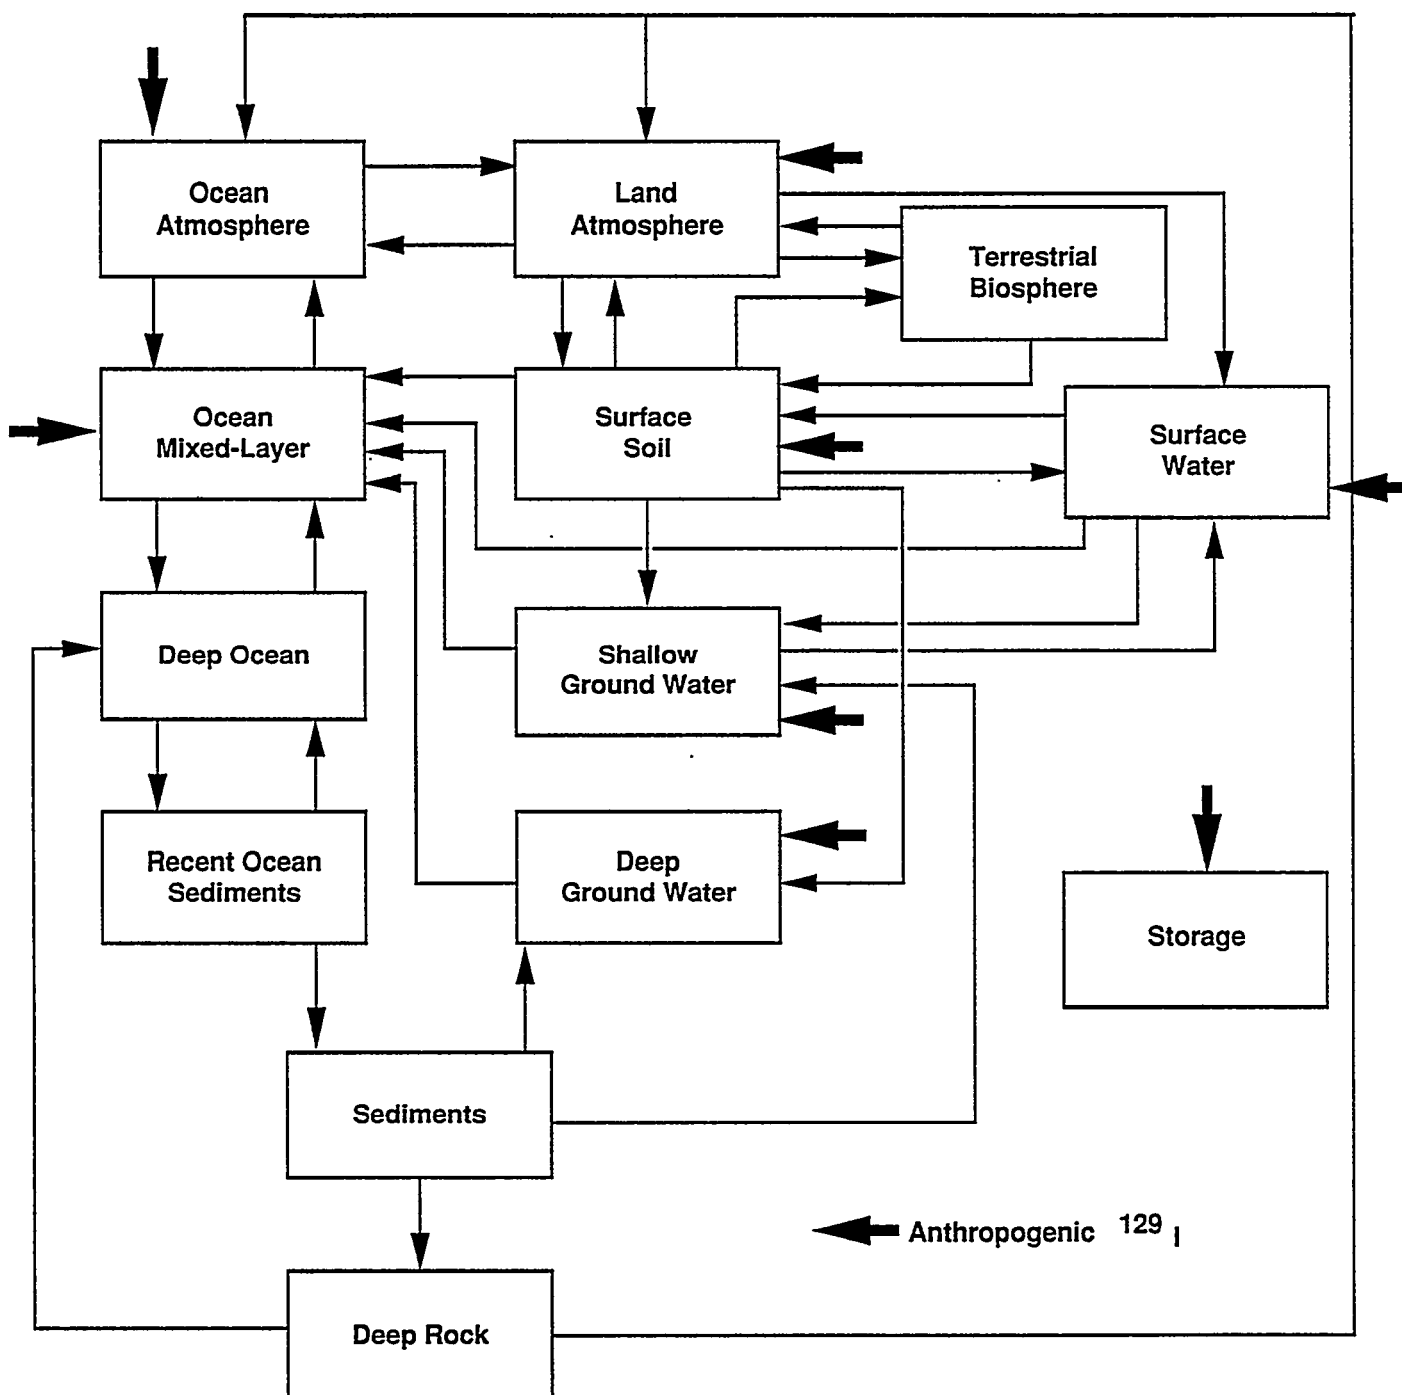 Ocean
Atmosphere
Land
Atmosphere
Terrestrial
Biosphere
Ocean
Mixed-Layer
Surface
Soil
Surface
Water
Deep Ocean
Shallow
Ground Water
Recent Ocean
Sediments
Deep
Ground Water
Storage
Sediments
Anthropogenic 129 I
Deep Rock